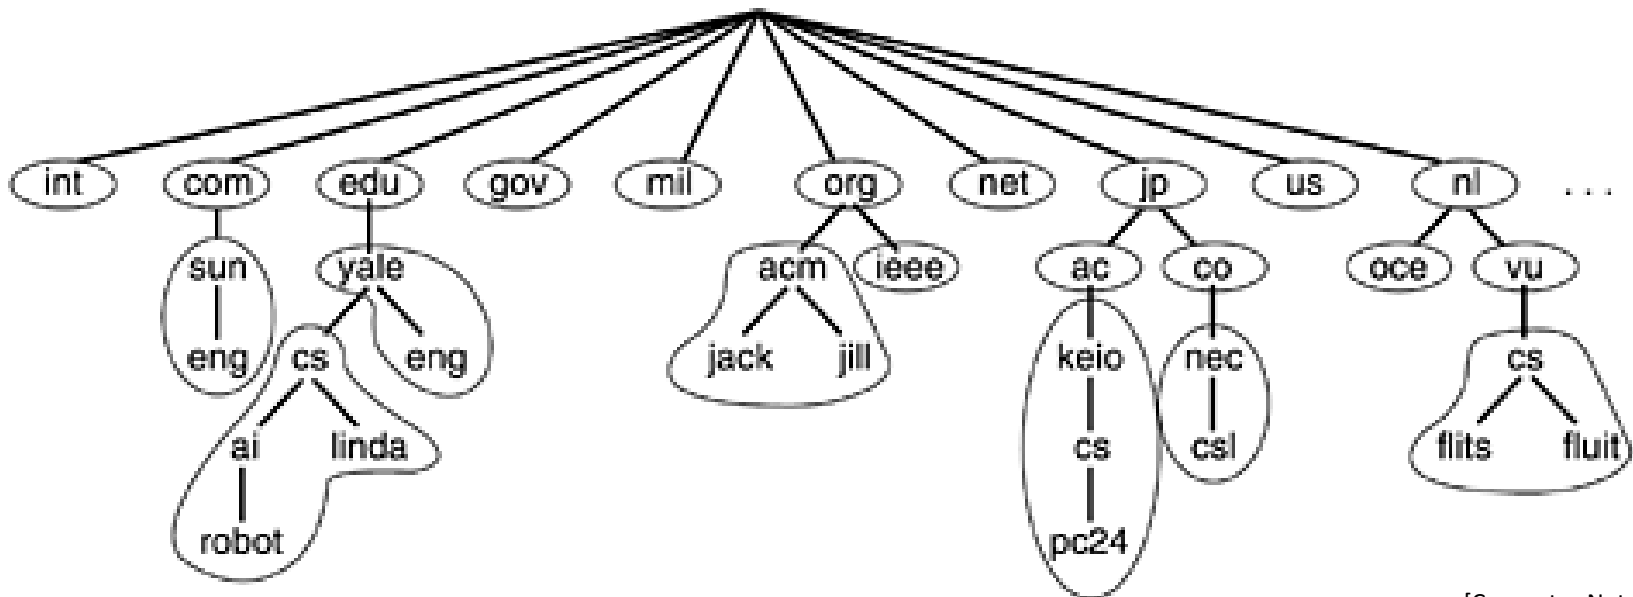 int com edu gov mil org net jp us nl . . .
sun yale acm ieee ac co oce vu
eng cs eng jack jill keio nec cs
ai linda cs csl flits fluit
robot pc24